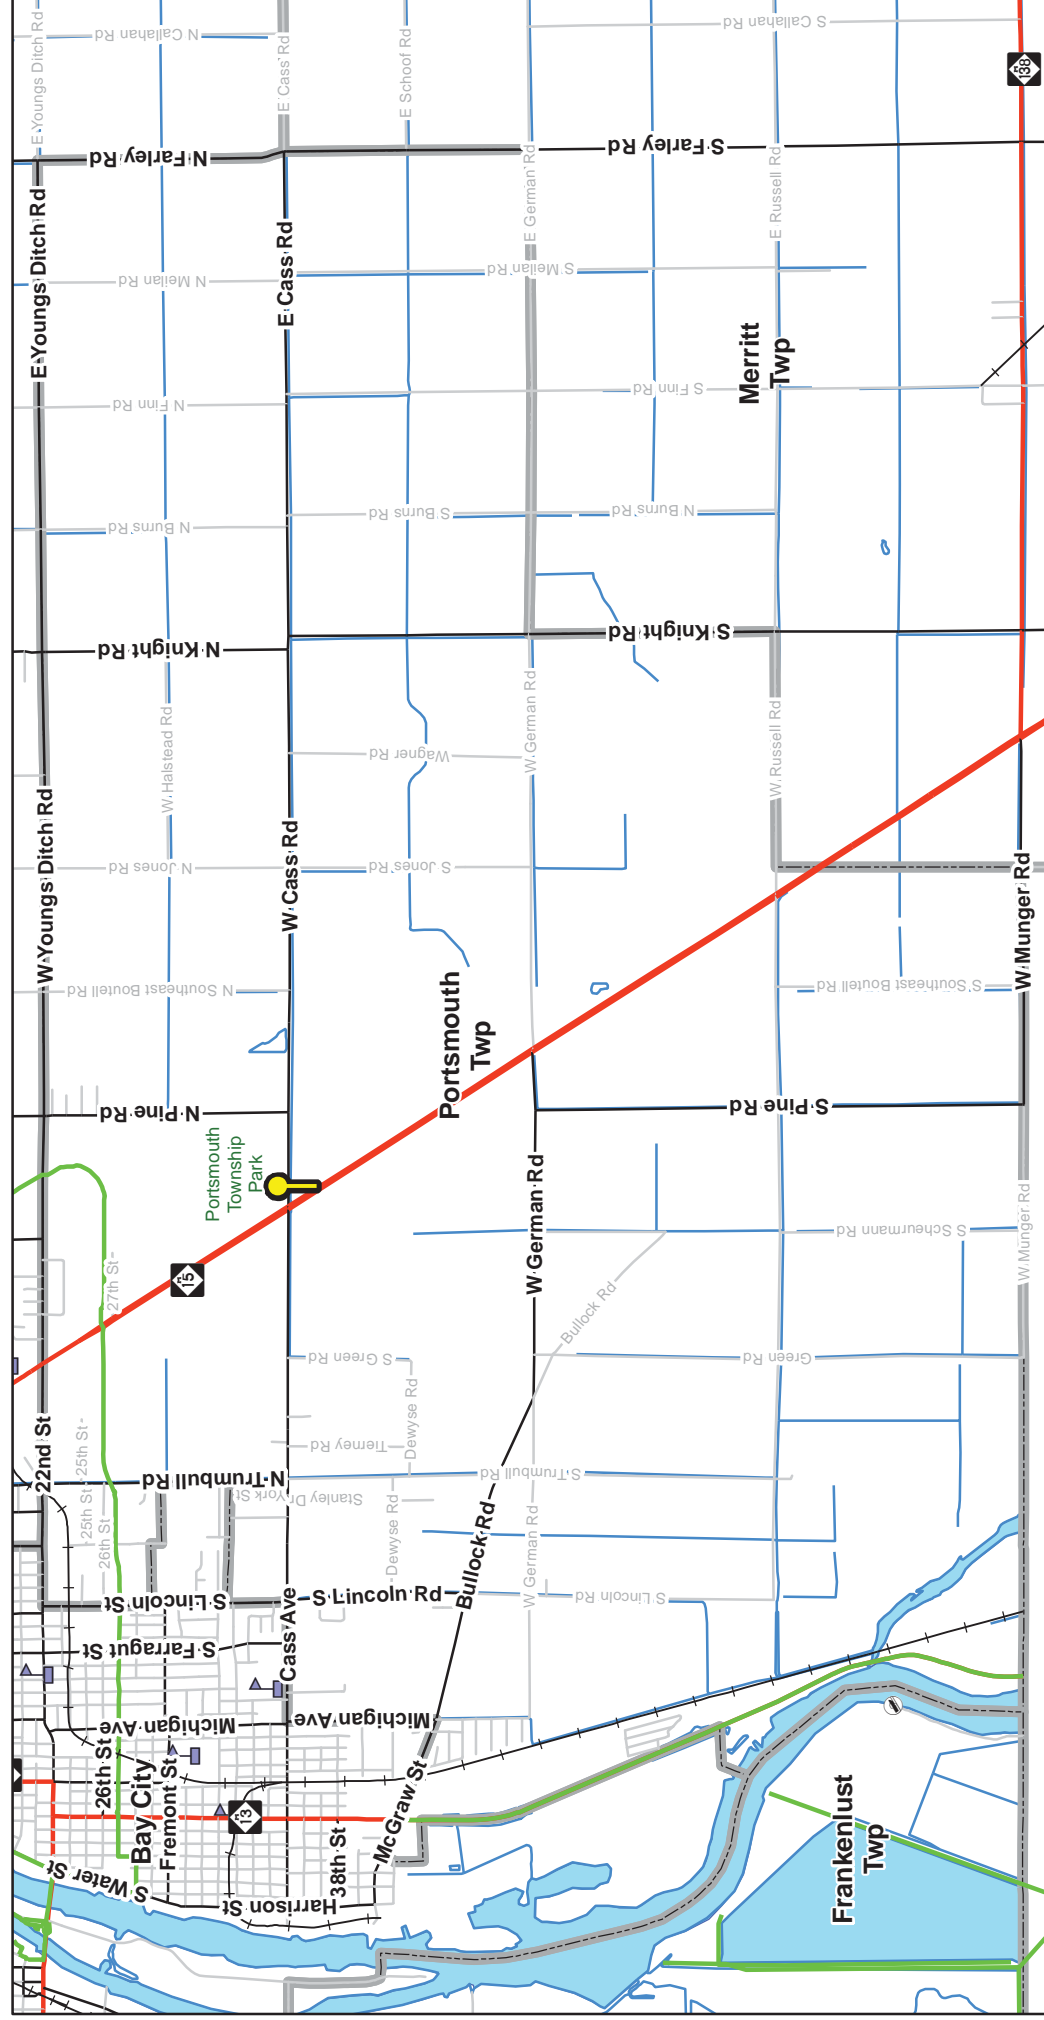 E Youngs Ditch Rd
N Callahan Rd
E Cass Rd
E Schoof Rd
S Callahan Rd
M
138
N Farley Rd
S Farley Rd
E Youngs Ditch Rd
E Cass Rd
E German Rd
E Russell Rd
N Meilan Rd
S Meilan Rd
Merritt
Twp
N Finn Rd
S Finn Rd
N Burns Rd
S Burns Rd
N Burns Rd
N Knight Rd
S Knight Rd
W Halstead Rd
W German Rd
W Russell Rd
Wagner Rd
W Youngs Ditch Rd
W Cass Rd
N Jones Rd
S Jones Rd
W Munger Rd
N Southeast Boutell Rd
S Southeast Boutell Rd
Portsmouth
Twp
N Pine Rd
S Pine Rd
Portsmouth
Township
Park
W German Rd
S Scheurmann Rd
W Munger Rd
M
15
27th St
Bullock Rd
S Green Rd
Green Rd
Dewyse Rd
Tierney Rd
22nd St
25th St
N Trumbull Rd
S Trumbull Rd
25th St
26th St
York St
Stanley Dr
Dewyse Rd
Bullock Rd
W German Rd
S Lincoln St
S Lincoln Rd
S Lincoln Rd
Cass Ave
S Farragut St
Michigan Ave
Michigan Ave
26th St
Bay City
Fremont St
M
13
38th St
McGraw St
S Water St
Harrison St
Frankenlust
Twp